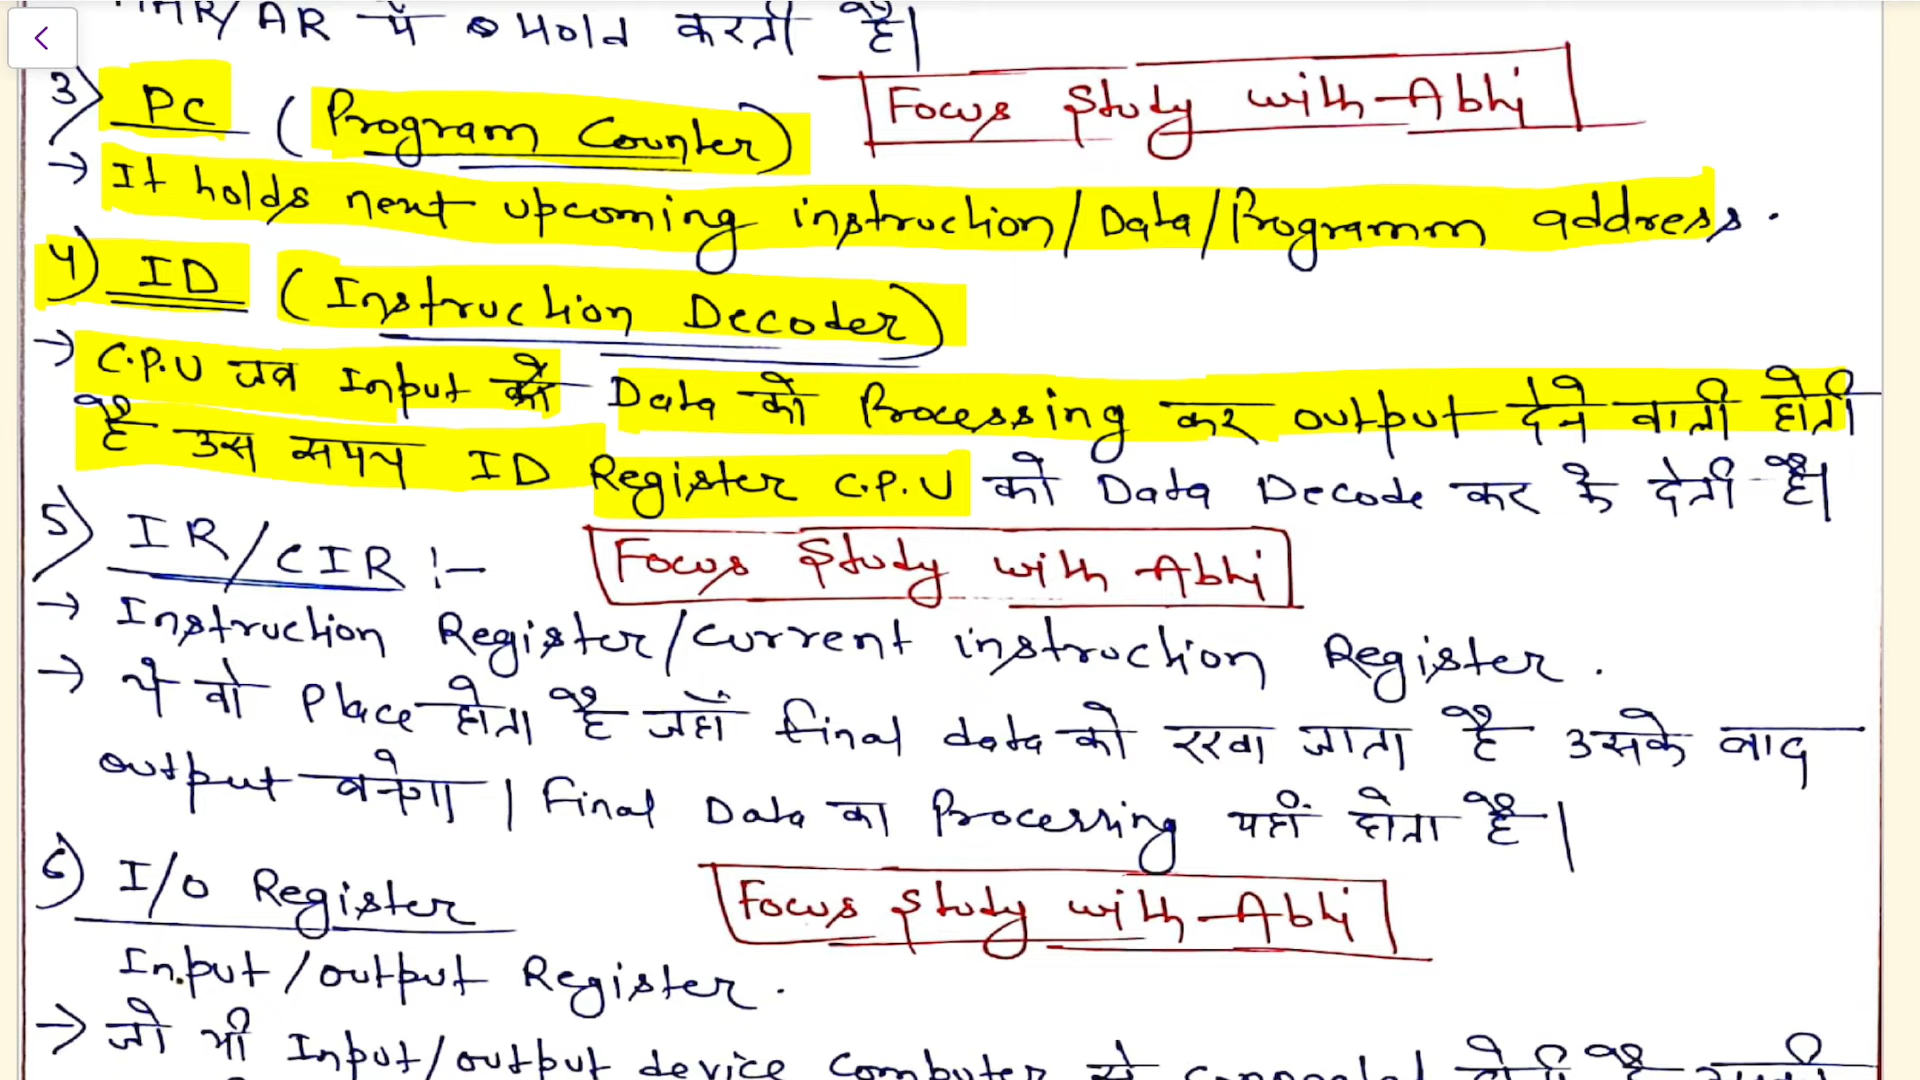 MAR/AR में Hold करती है।
3) PC (Program Counter)
Focus Study with Abhi
→ It holds next upcoming instruction/Data/Programm address.
4) ID (Instruction Decoder)
→ C.P.U जब Input को Data को Processing कर output देने वाली होती
है उस समय ID Register C.P.U को Data Decode कर के देती है।
5) IR/CIR :-
Focus Study with Abhi
→ Instruction Register/current instruction Register.
→ ये वो Place होता है जहाँ final data को रखा जाता है उसके बाद
output बनेगा। Final Data का Processing यहीं होता है।
6) I/O Register
Focus Study with Abhi
Input/output Register.
→ जो भी Input/output device computer से connected होती है